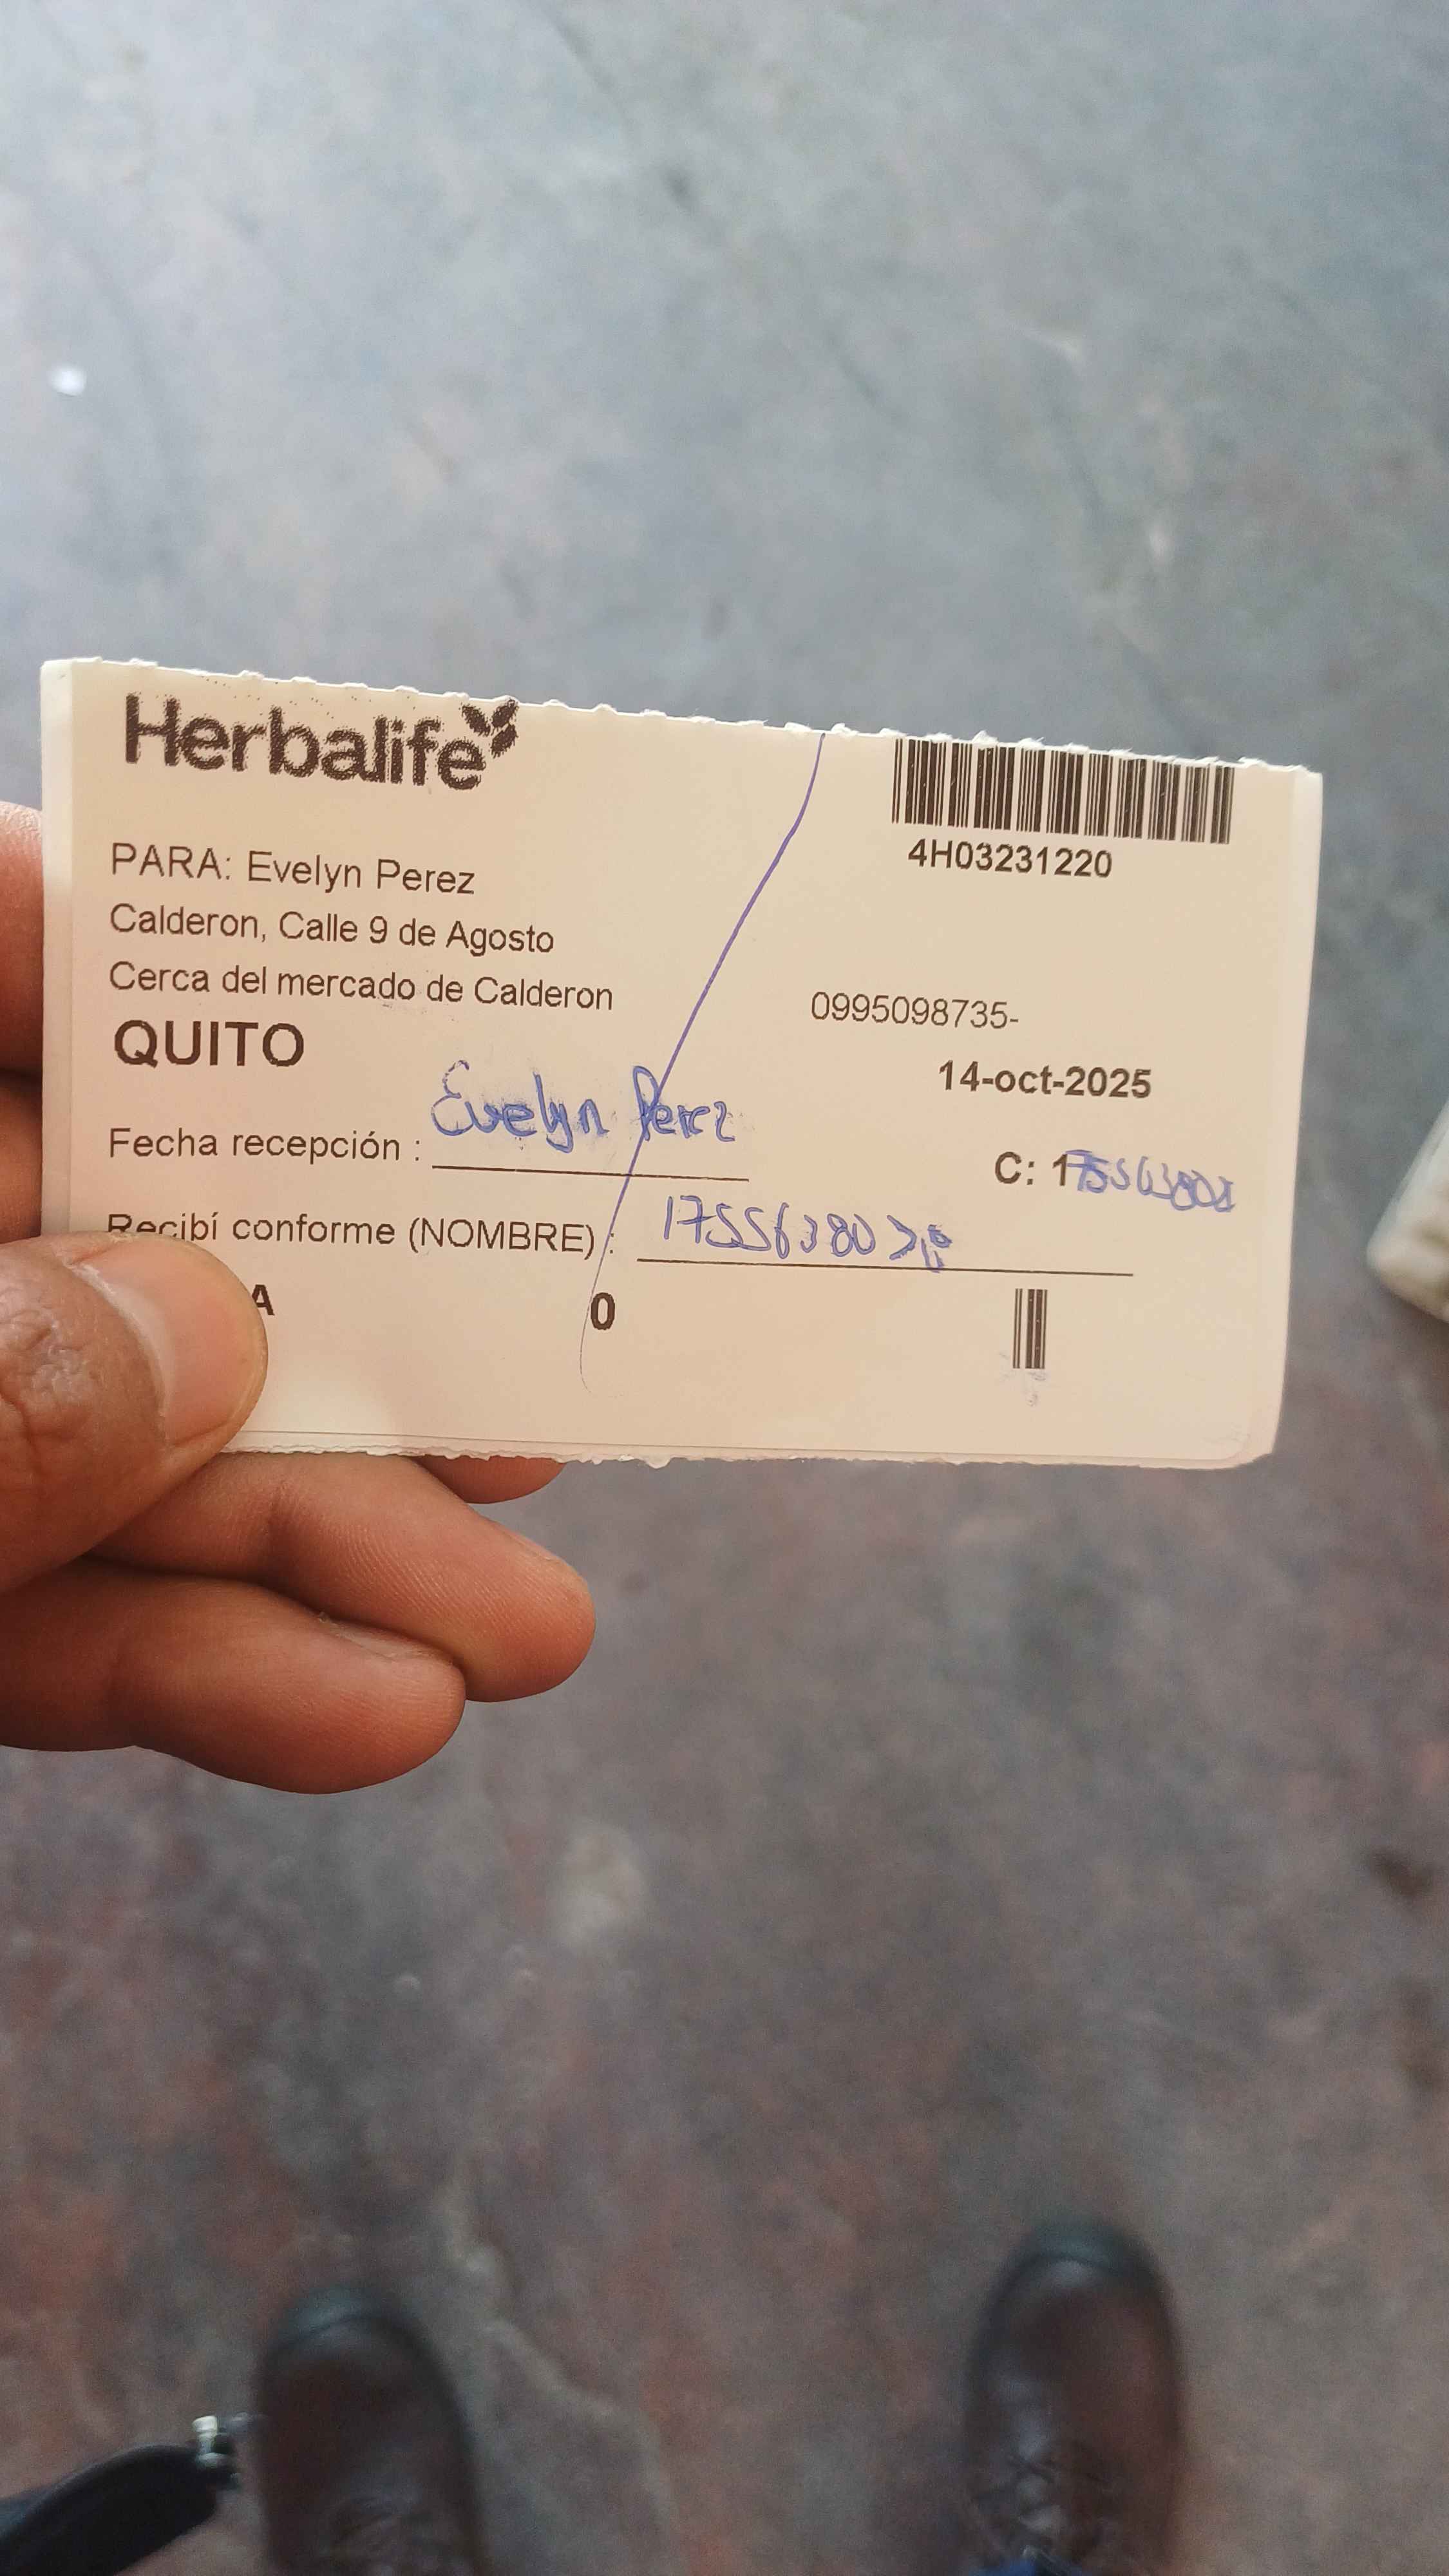 Herbalife
4H03231220
PARA: Evelyn Perez
Calderon, Calle 9 de Agosto
Cerca del mercado de Calderon
0995098735-
QUITO
14-oct-2025
Fecha recepción : Evelyn Perez
C: 1
Recibí conforme (NOMBRE) :
A
0